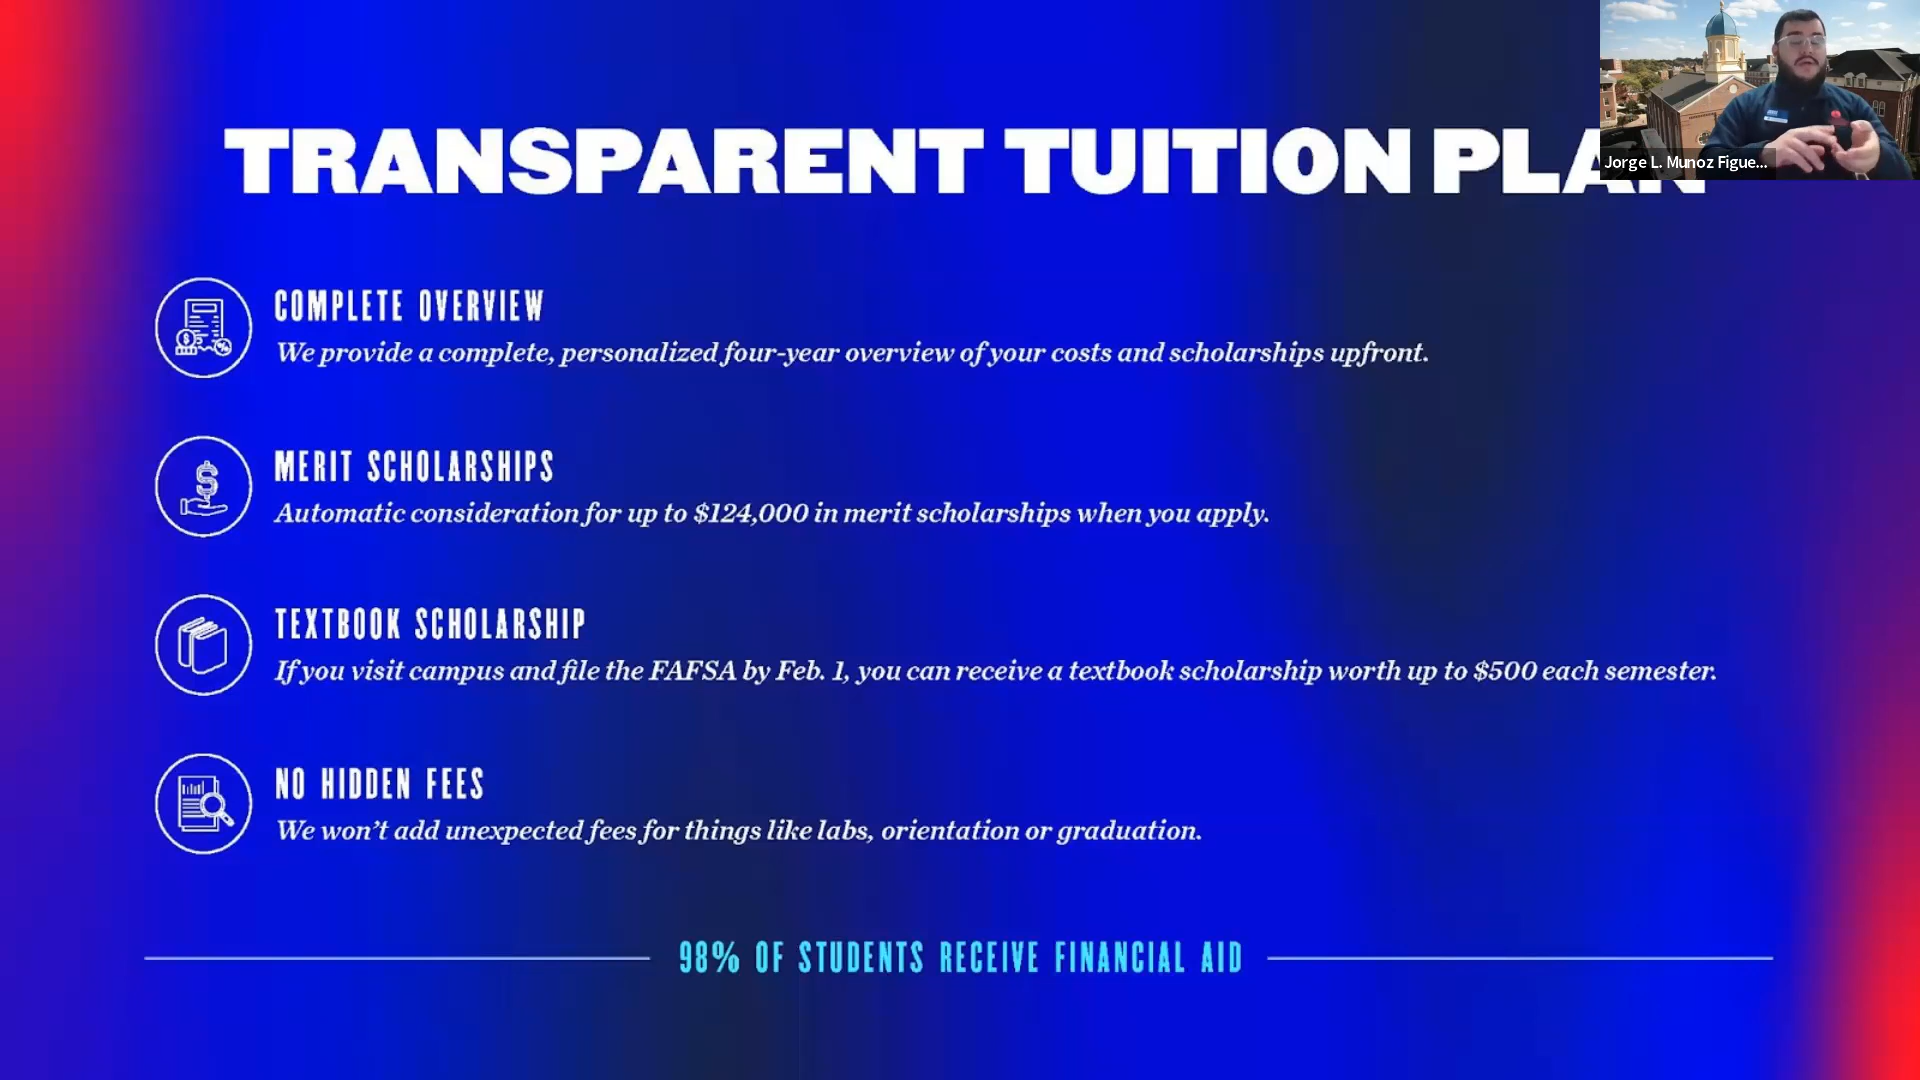 TRANSPARENT TUITION PLAN
Jorge L. Munoz Figue...
COMPLETE OVERVIEW
We provide a complete, personalized four-year overview of your costs and scholarships upfront.
MERIT SCHOLARSHIPS
Automatic consideration for up to $124,000 in merit scholarships when you apply.
TEXTBOOK SCHOLARSHIP
If you visit campus and file the FAFSA by Feb. 1, you can receive a textbook scholarship worth up to $500 each semester.
NO HIDDEN FEES
We won’t add unexpected fees for things like labs, orientation or graduation.
98% OF STUDENTS RECEIVE FINANCIAL AID